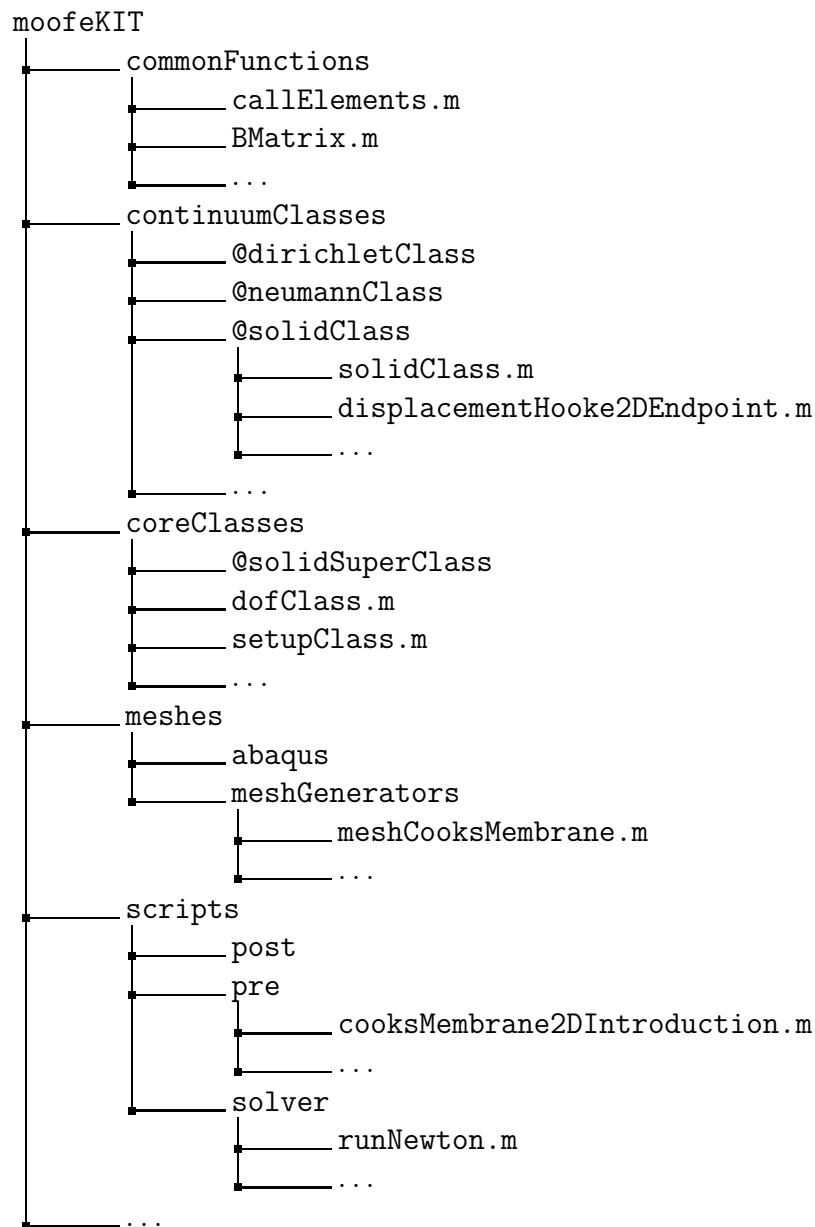 moofeKIT
commonFunctions
callElements.m
BMatrix.m
...
continuumClasses
@dirichletClass
@neumannClass
@solidClass
solidClass.m
displacementHooke2DEndpoint.m
...
...
coreClasses
@solidSuperClass
dofClass.m
setupClass.m
...
meshes
abaqus
meshGenerators
meshCooksMembrane.m
...
scripts
post
pre
cooksMembrane2DIntroduction.m
...
solver
runNewton.m
...
...